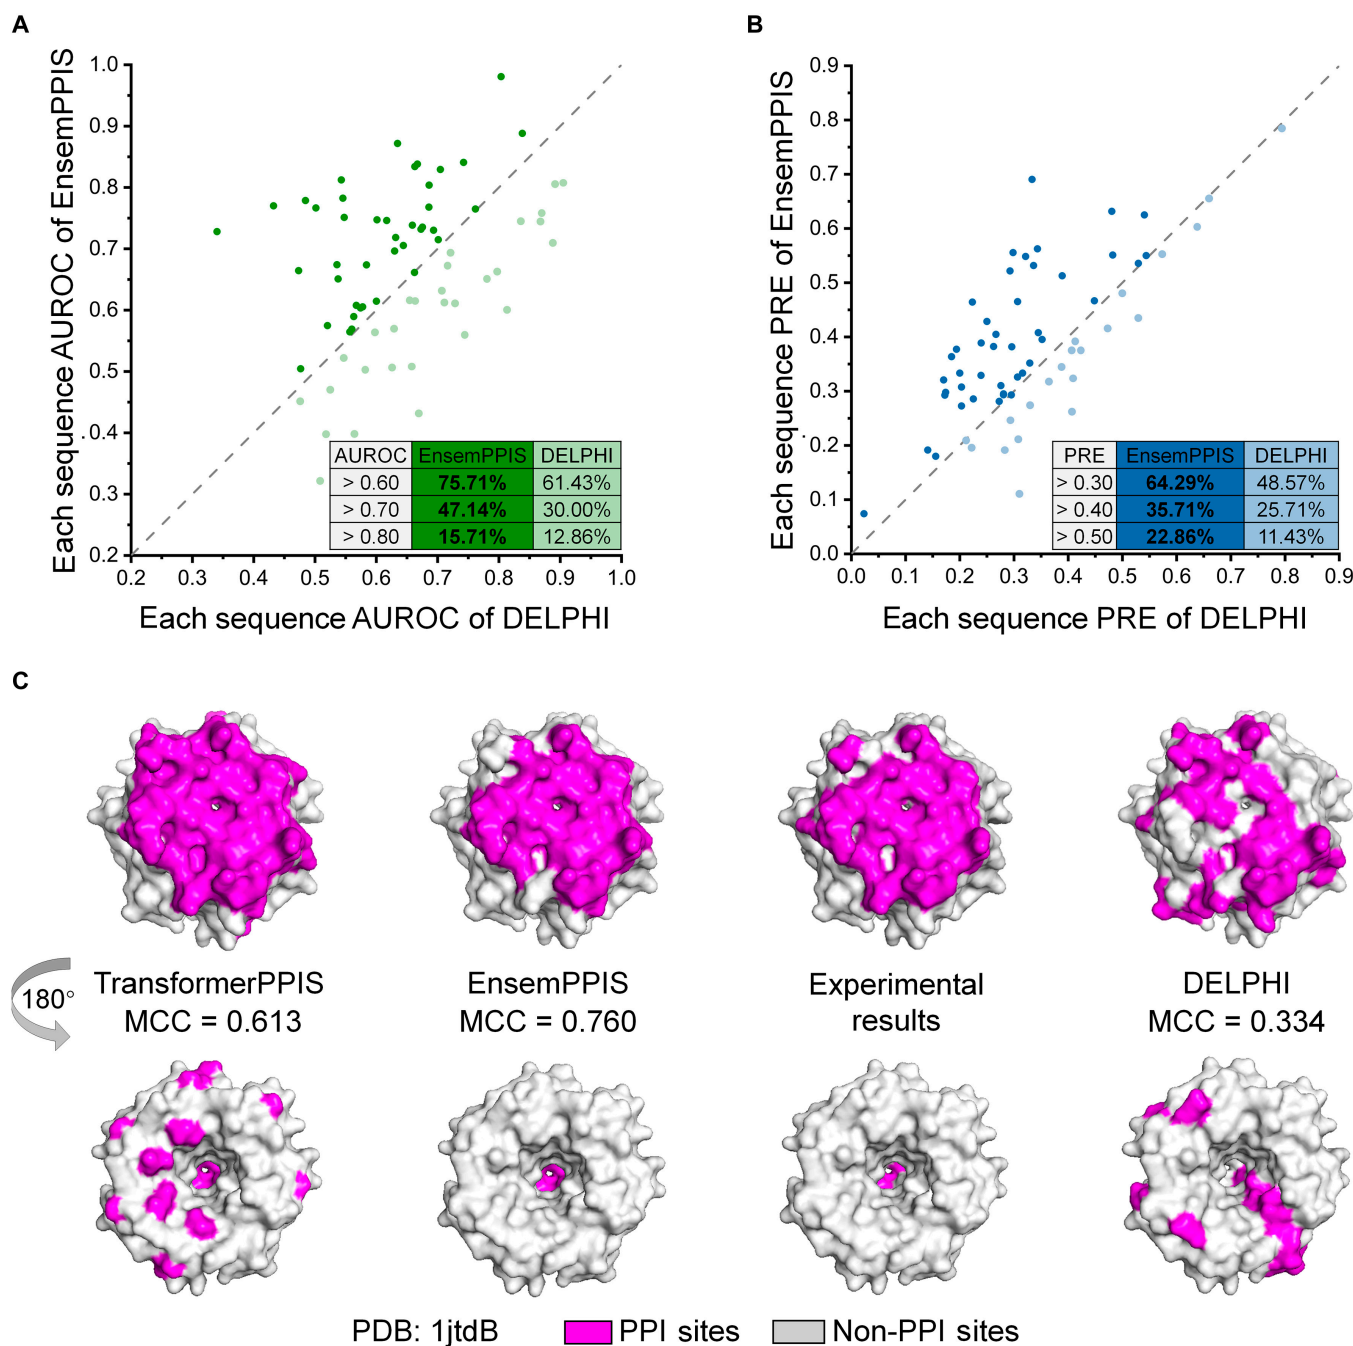 A
Each sequence AUROC of EnsemPPIS
1.0
0.9
0.8
0.7
0.6
0.5
0.4
0.3
0.2
0.2 0.3 0.4 0.5 0.6 0.7 0.8 0.9 1.0
Each sequence AUROC of DELPHI
AUROC EnsemPPIS DELPHI
> 0.60 75.71% 61.43%
> 0.70 47.14% 30.00%
> 0.80 15.71% 12.86%
B
Each sequence PRE of EnsemPPIS
0.9
0.8
0.7
0.6
0.5
0.4
0.3
0.2
0.1
0.0
0.0 0.1 0.2 0.3 0.4 0.5 0.6 0.7 0.8 0.9
Each sequence PRE of DELPHI
PRE EnsemPPIS DELPHI
> 0.30 64.29% 48.57%
> 0.40 35.71% 25.71%
> 0.50 22.86% 11.43%
C
180°
TransformerPPIS
MCC = 0.613
EnsemPPIS
MCC = 0.760
Experimental
results
DELPHI
MCC = 0.334
PDB: 1jtdB PPI sites Non-PPI sites